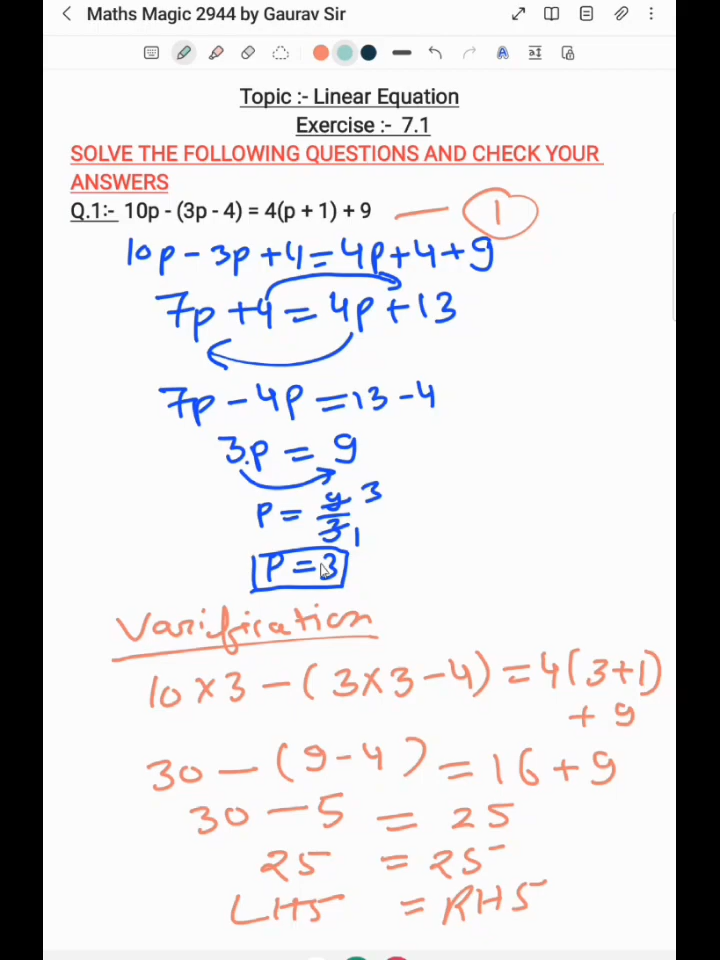 Maths Magic 2944 by Gaurav Sir
Topic :- Linear Equation
Exercise :- 7.1
SOLVE THE FOLLOWING QUESTIONS AND CHECK YOUR
ANSWERS
Q.1:- 10p - (3p - 4) = 4(p + 1) + 9 — 1
10p - 3p + 4 = 4p + 4 + 9
7p + 4 = 4p + 13
7p - 4p = 13 - 4
3.p = 9
p = 9/3 3 1
P = 3
Varification
10 × 3 - (3 × 3 - 4) = 4(3+1)
+ 9
30 - (9 - 4) = 16 + 9
30 - 5 = 25
25 = 25
LHS = RHS